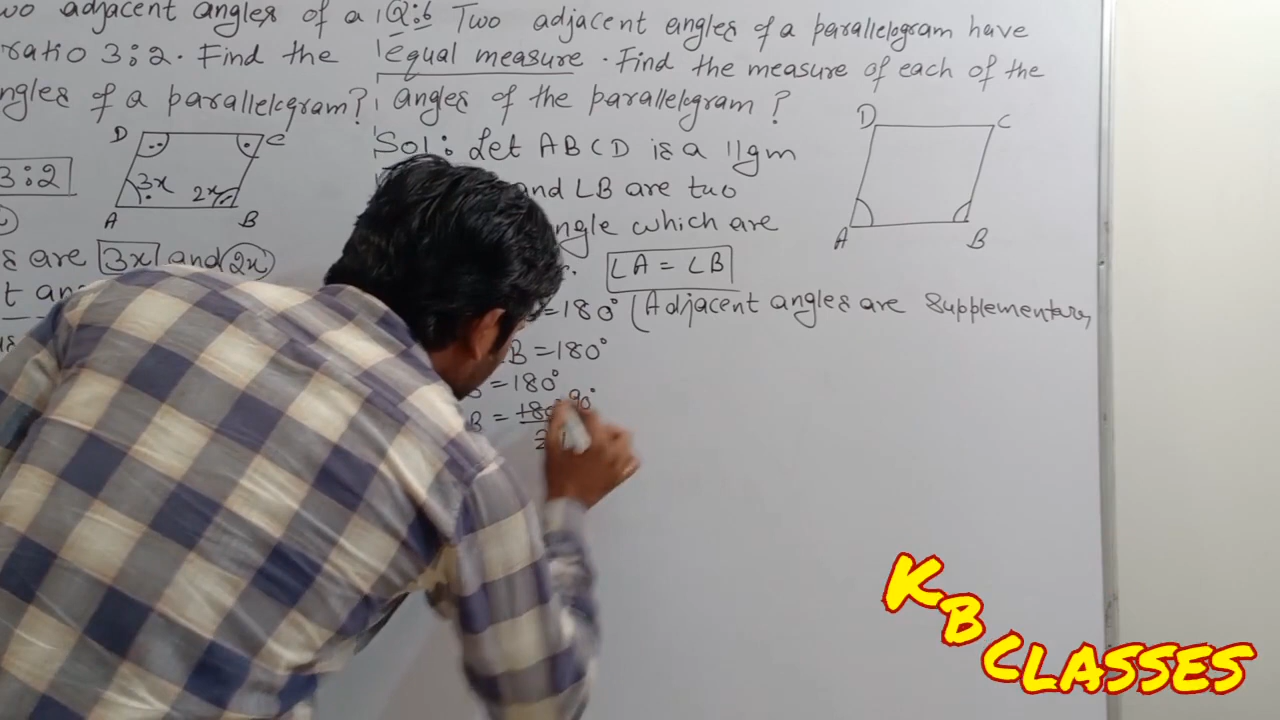 wo adjacent angles of a
ratio 3:2. Find the
ngles of a parallelogram?
D C
3x 2x
A B
3:2
s are 3x and 2x
t ang
Q:6 Two adjacent angles of a parallelogram have
equal measure. Find the measure of each of the
angles of the parallelogram?
Sol: Let ABCD is a ||gm
and ∠B are two
ngle which are
∠A = ∠B
=180° (Adjacent angles are Supplementary
∠B =180°
B =180°
B = 180° 90°
2
D C
A B
KB CLASSES